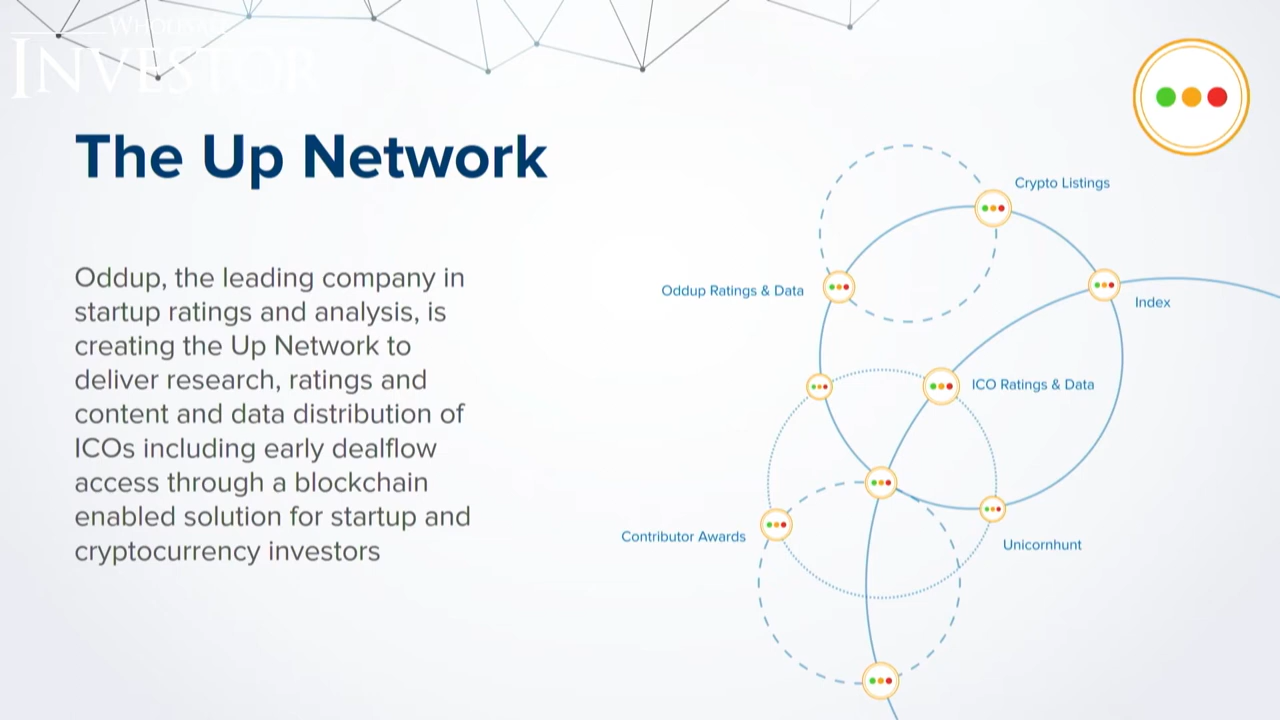 WHOLESALE
INVESTOR
The Up Network
Oddup, the leading company in
startup ratings and analysis, is
creating the Up Network to
deliver research, ratings and
content and data distribution of
ICOs including early dealflow
access through a blockchain
enabled solution for startup and
cryptocurrency investors
Crypto Listings
Oddup Ratings & Data
Index
ICO Ratings & Data
Contributor Awards
Unicornhunt